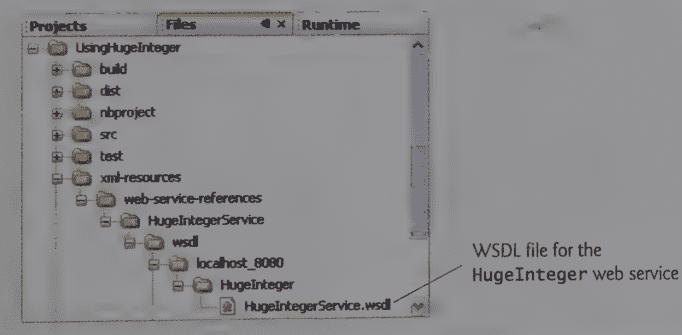 Projects Files Runtime
UsingHugeInteger
build
dist
nbproject
src
test
xml-resources
web-service-references
HugeIntegerService
wsdl
localhost_8080
HugeInteger
HugeIntegerService.wsdl
WSDL file for the
HugeInteger web service